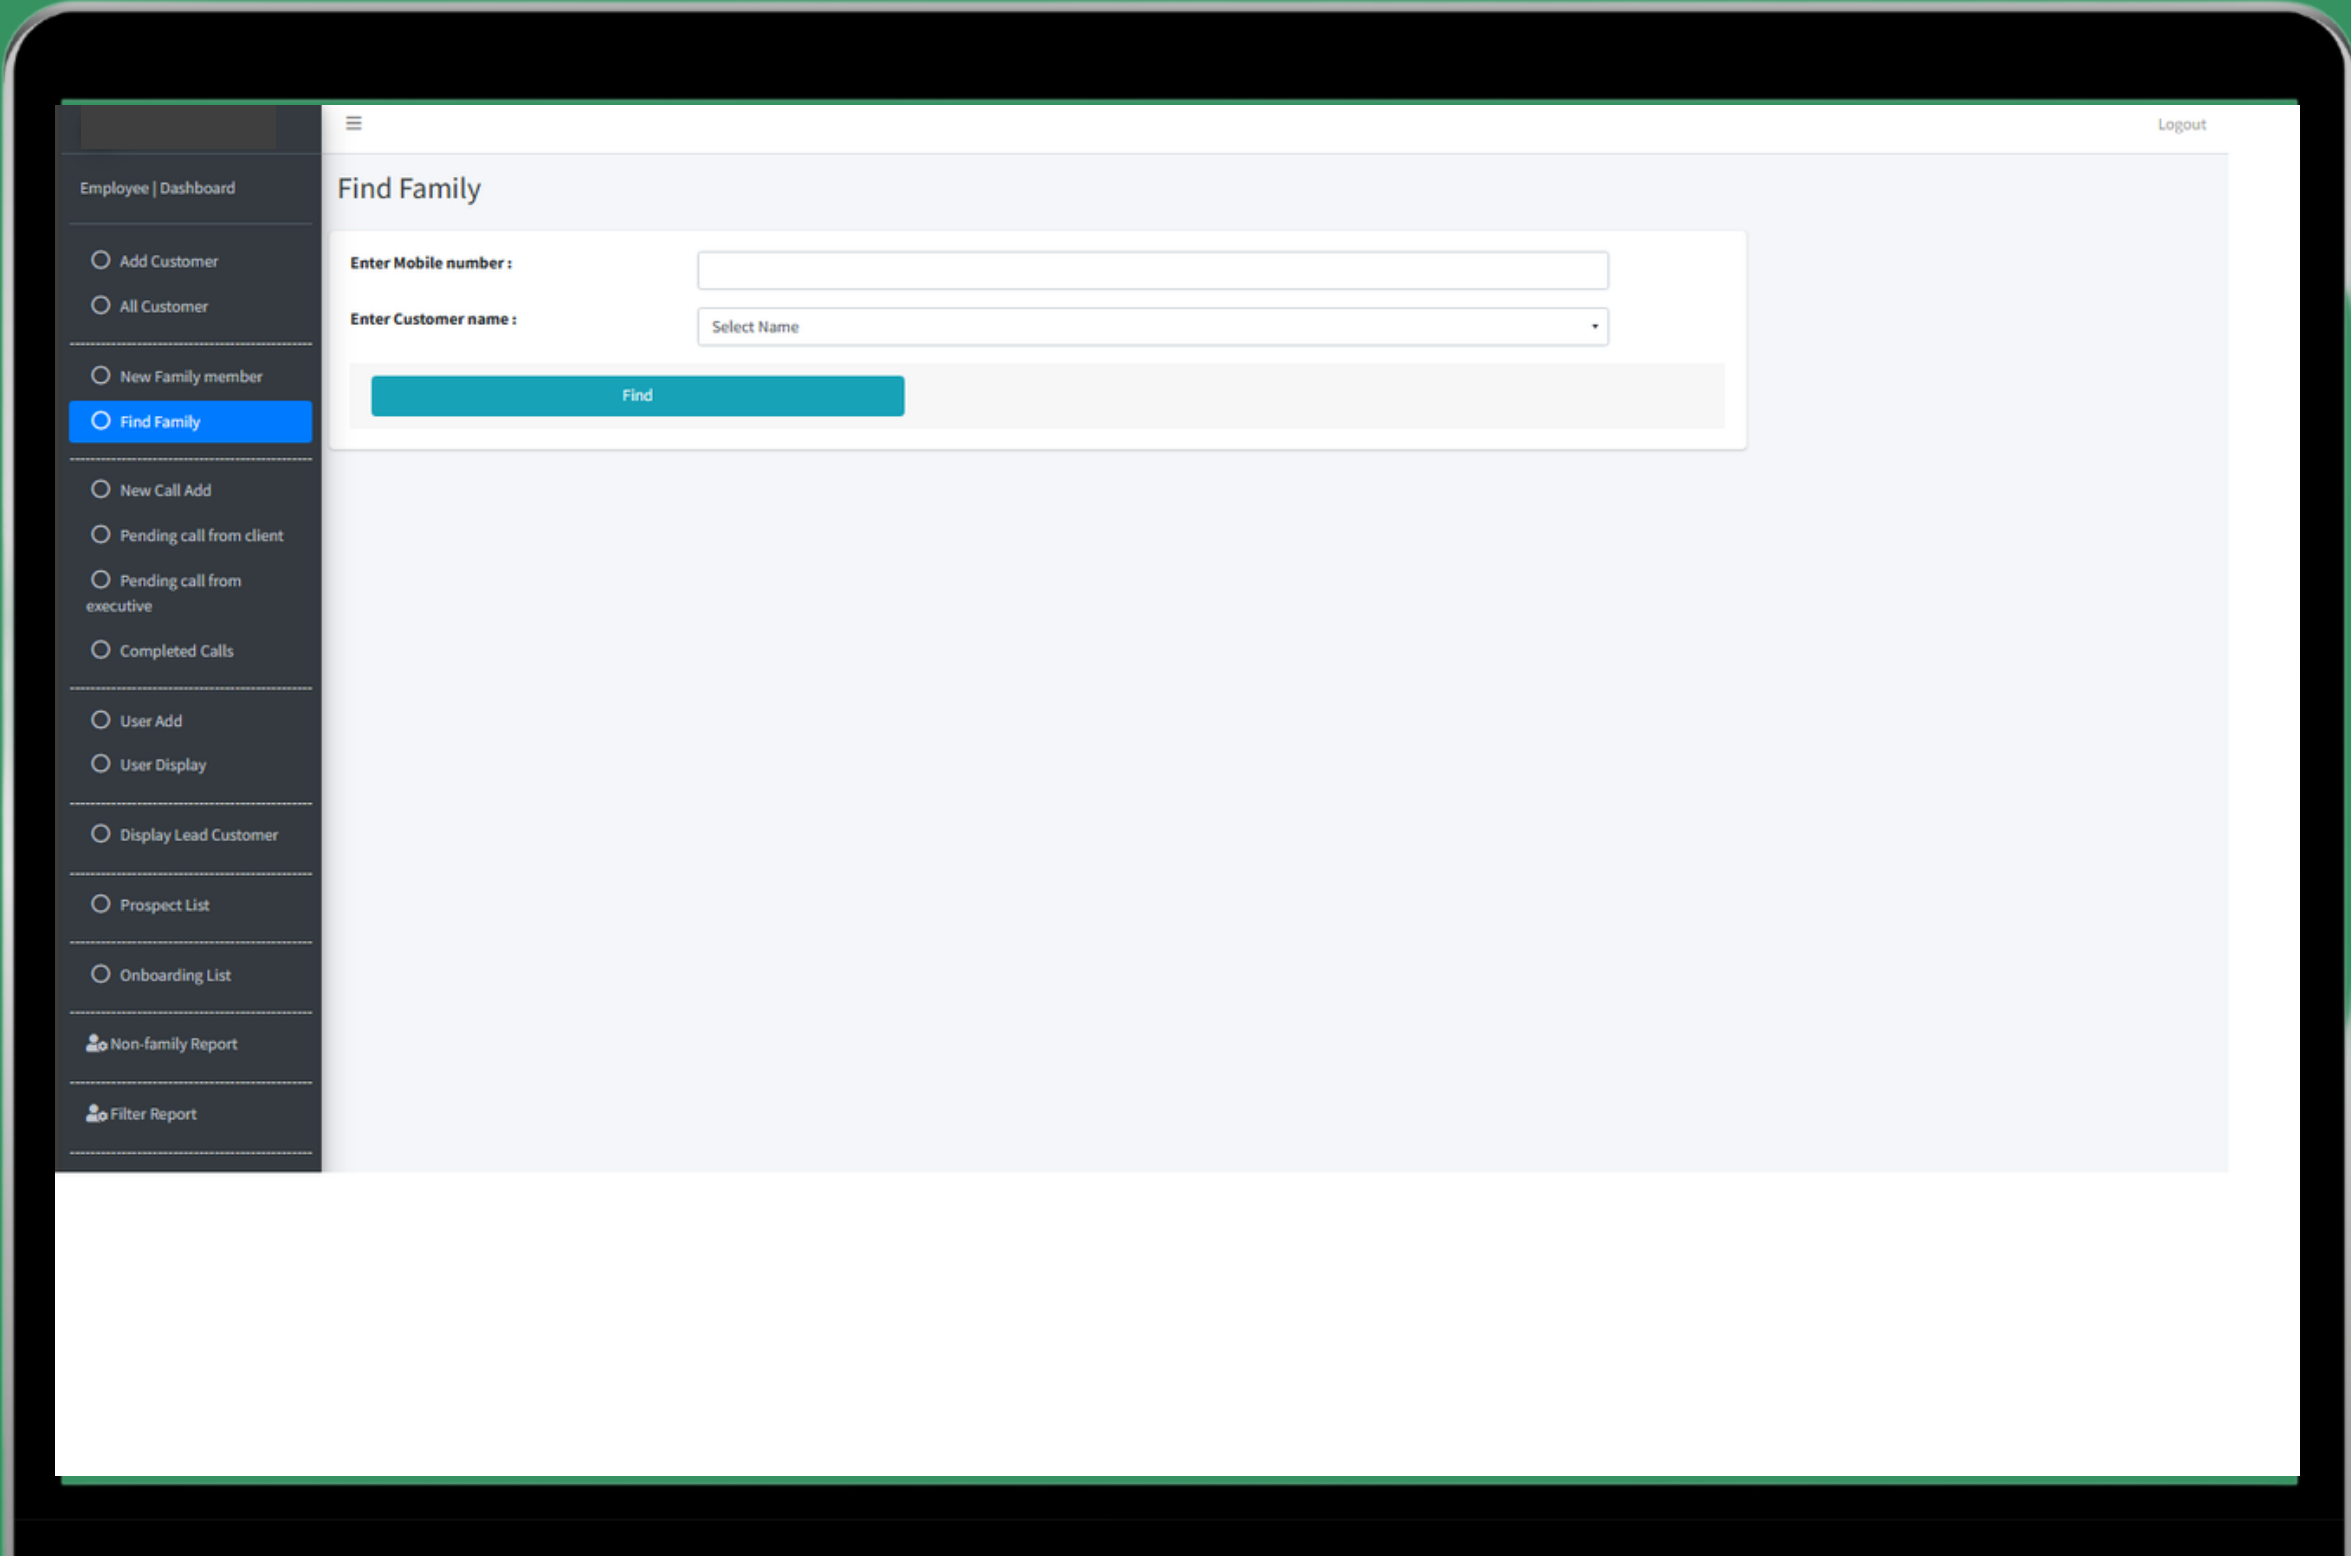 Logout
Employee | Dashboard
Find Family
Add Customer
All Customer
New Family member
Find Family
New Call Add
Pending call from client
Pending call from
executive
Completed Calls
User Add
User Display
Display Lead Customer
Prospect List
Onboarding List
Non-family Report
Filter Report
Enter Mobile number :
Enter Customer name :
Select Name
Find